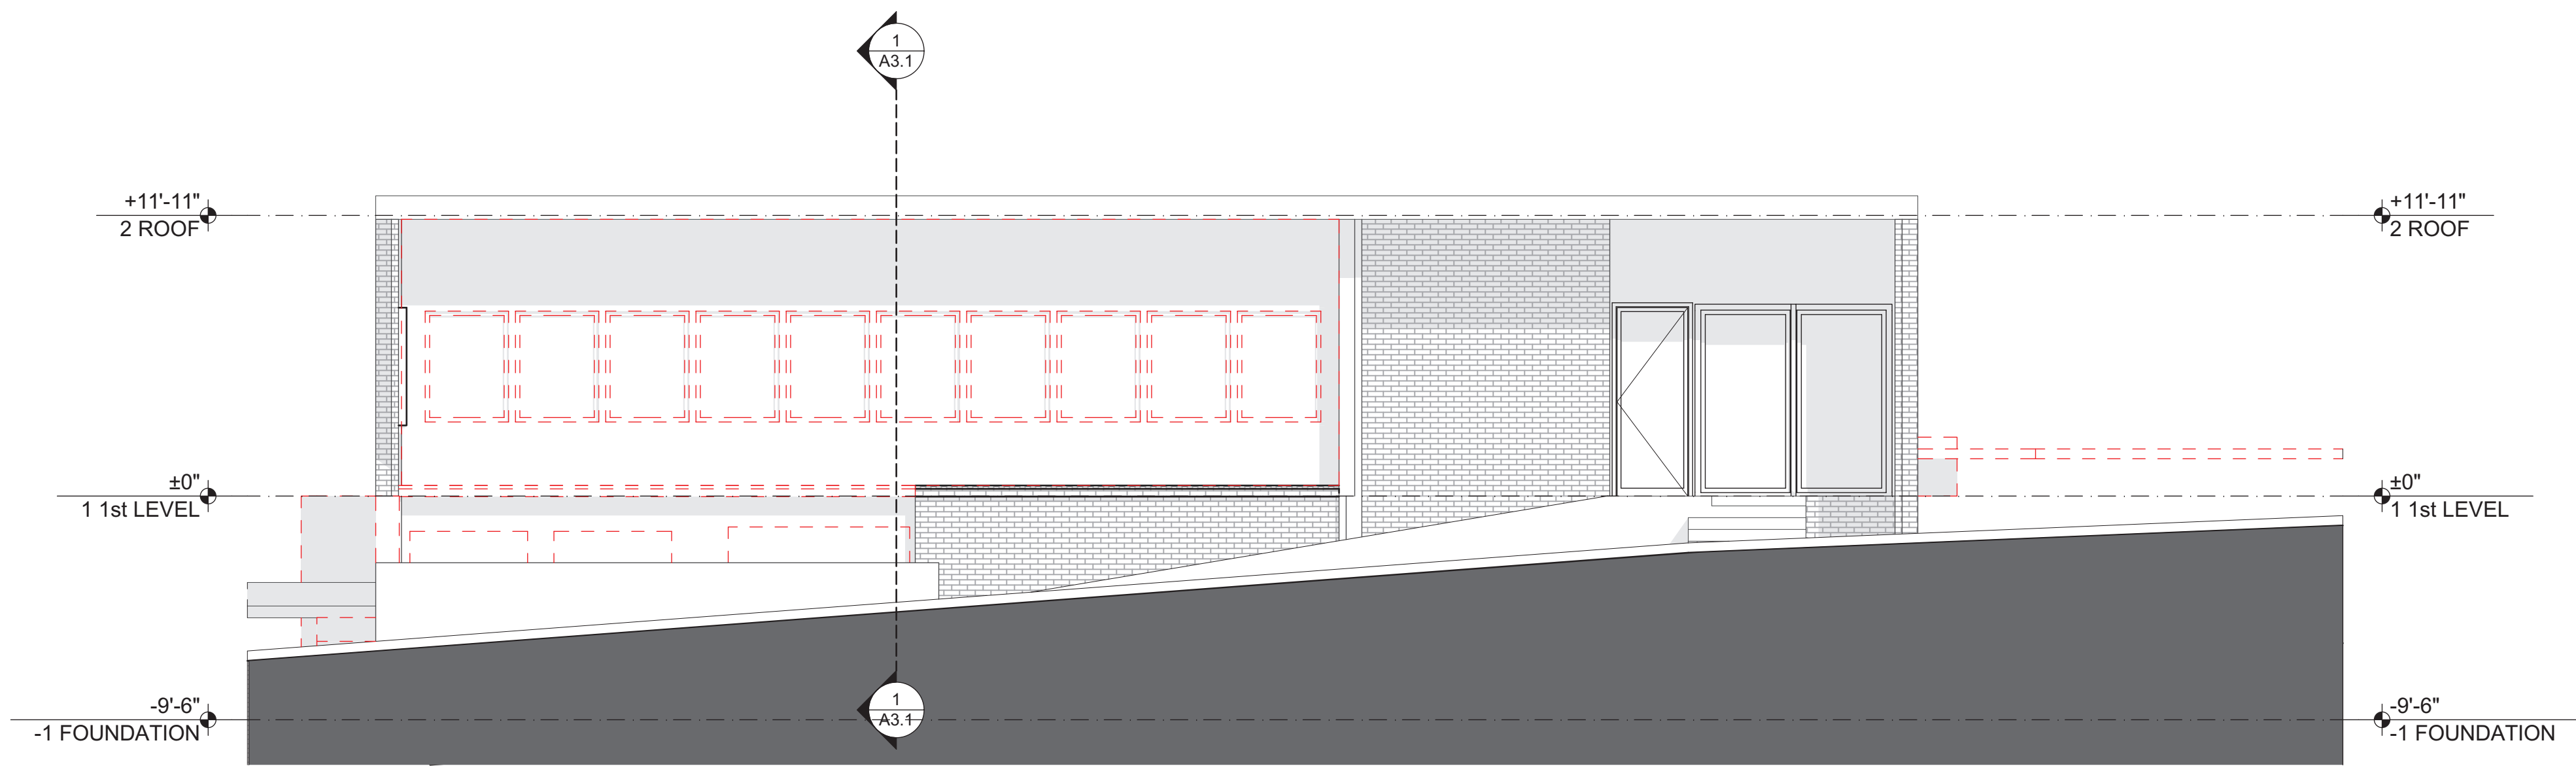 1
A3.1
+11'-11"
2 ROOF
+11'-11"
2 ROOF
±0"
1 1st LEVEL
±0"
1 1st LEVEL
-9'-6"
-1 FOUNDATION
1
A3.1
-9'-6"
-1 FOUNDATION